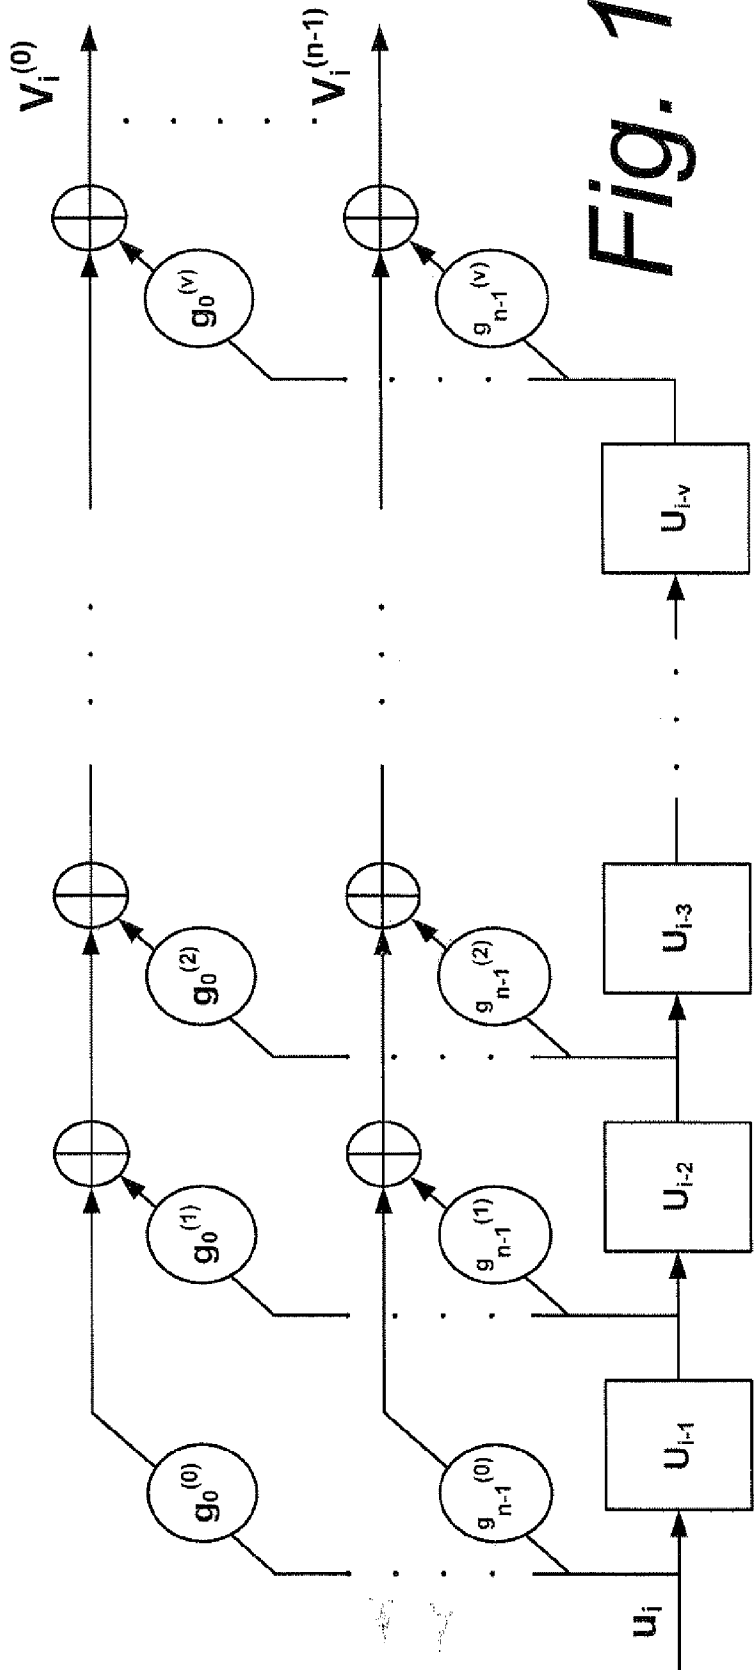 V_i^(0)
g_0^(0) g_0^(1) g_0^(2) g_0^(v)
V_i^(n-1)
g_n-1^(0) g_n-1^(1) g_n-1^(2) g_n-1^(v)
u_i U_i-1 U_i-2 U_i-3 U_i-v
Fig. 1